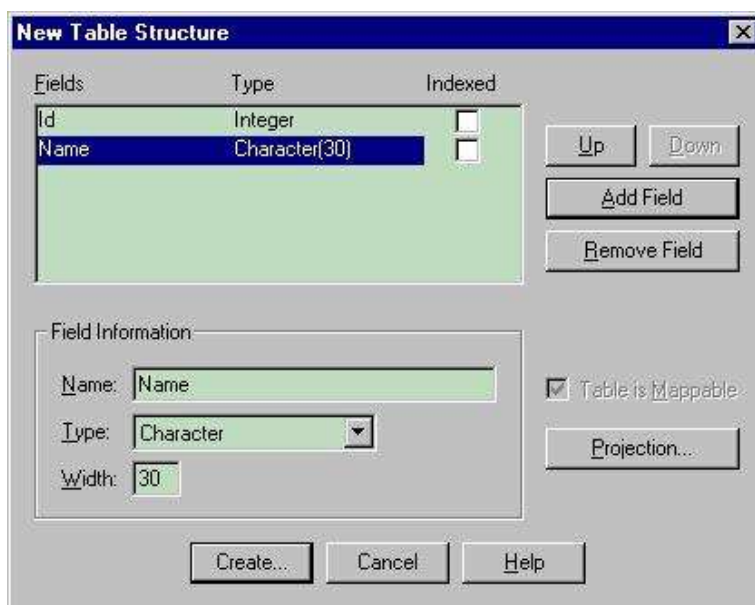 New Table Structure
Fields Type Indexed
Id Integer
Name Character(30)
Up Down
Add Field
Remove Field
Field Information
Name: Name
Table is Mappable
Type: Character
Projection...
Width: 30
Create... Cancel Help